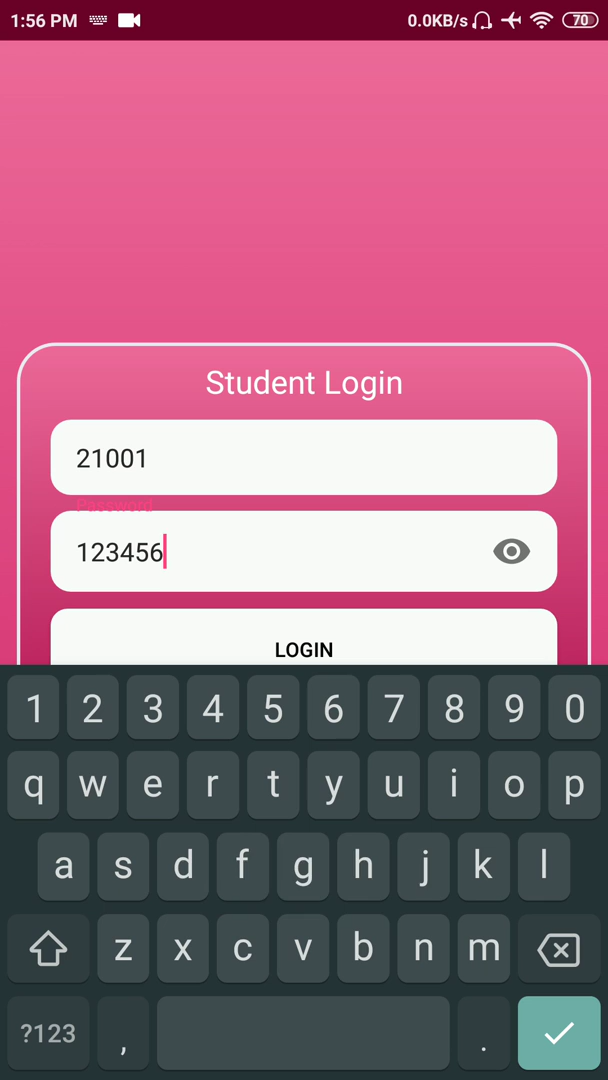 1:56 PM 0.0KB/s 70
Student Login
21001
Password
123456
LOGIN
1 2 3 4 5 6 7 8 9 0
q w e r t y u i o p
a s d f g h j k l
z x c v b n m
?123 , .